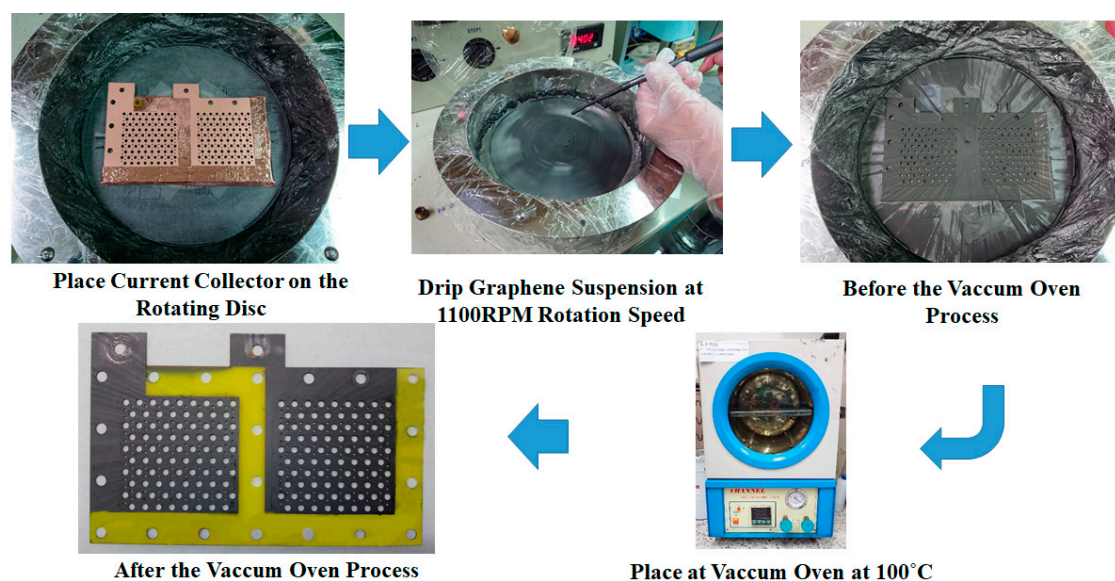 Place Current Collector on the
Rotating Disc
Drip Graphene Suspension at
1100RPM Rotation Speed
Before the Vaccum Oven
Process
CHANNEL
After the Vaccum Oven Process
Place at Vaccum Oven at 100°C